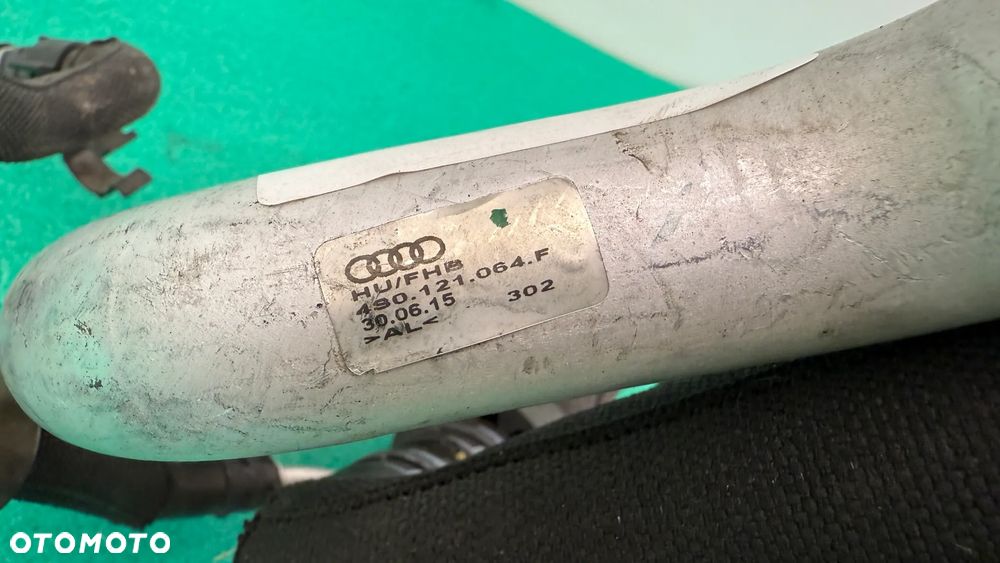 HU/FHB
4S0.121.064.F
30.06.15 302
>AL<
OTOMOTO